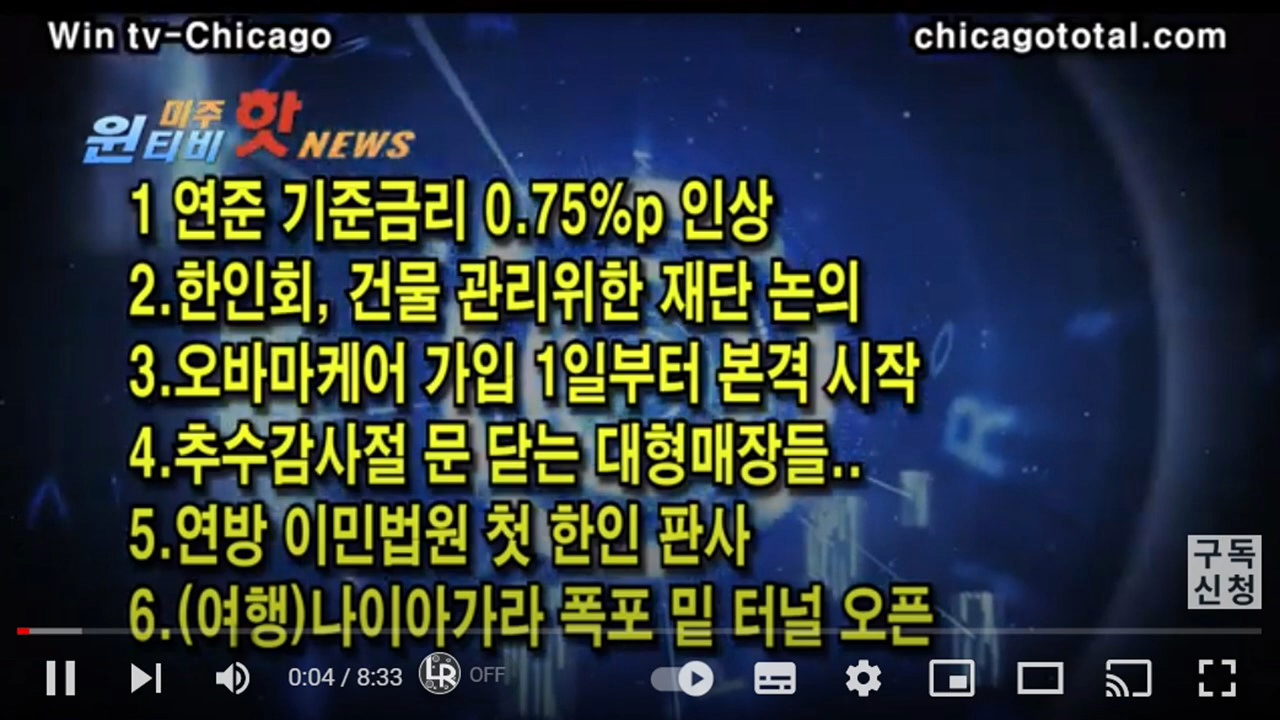 Win tv-Chicago
chicagototal.com
미주
윈티비 핫 NEWS
1 연준 기준금리 0.75%p 인상
2.한인회, 건물 관리위한 재단 논의
3.오바마케어 가입 1일부터 본격 시작
4.추수감사절 문 닫는 대형매장들..
5.연방 이민법원 첫 한인 판사
6.(여행)나이아가라 폭포 밑 터널 오픈
구독
신청
0:04 / 8:33
LR OFF
R